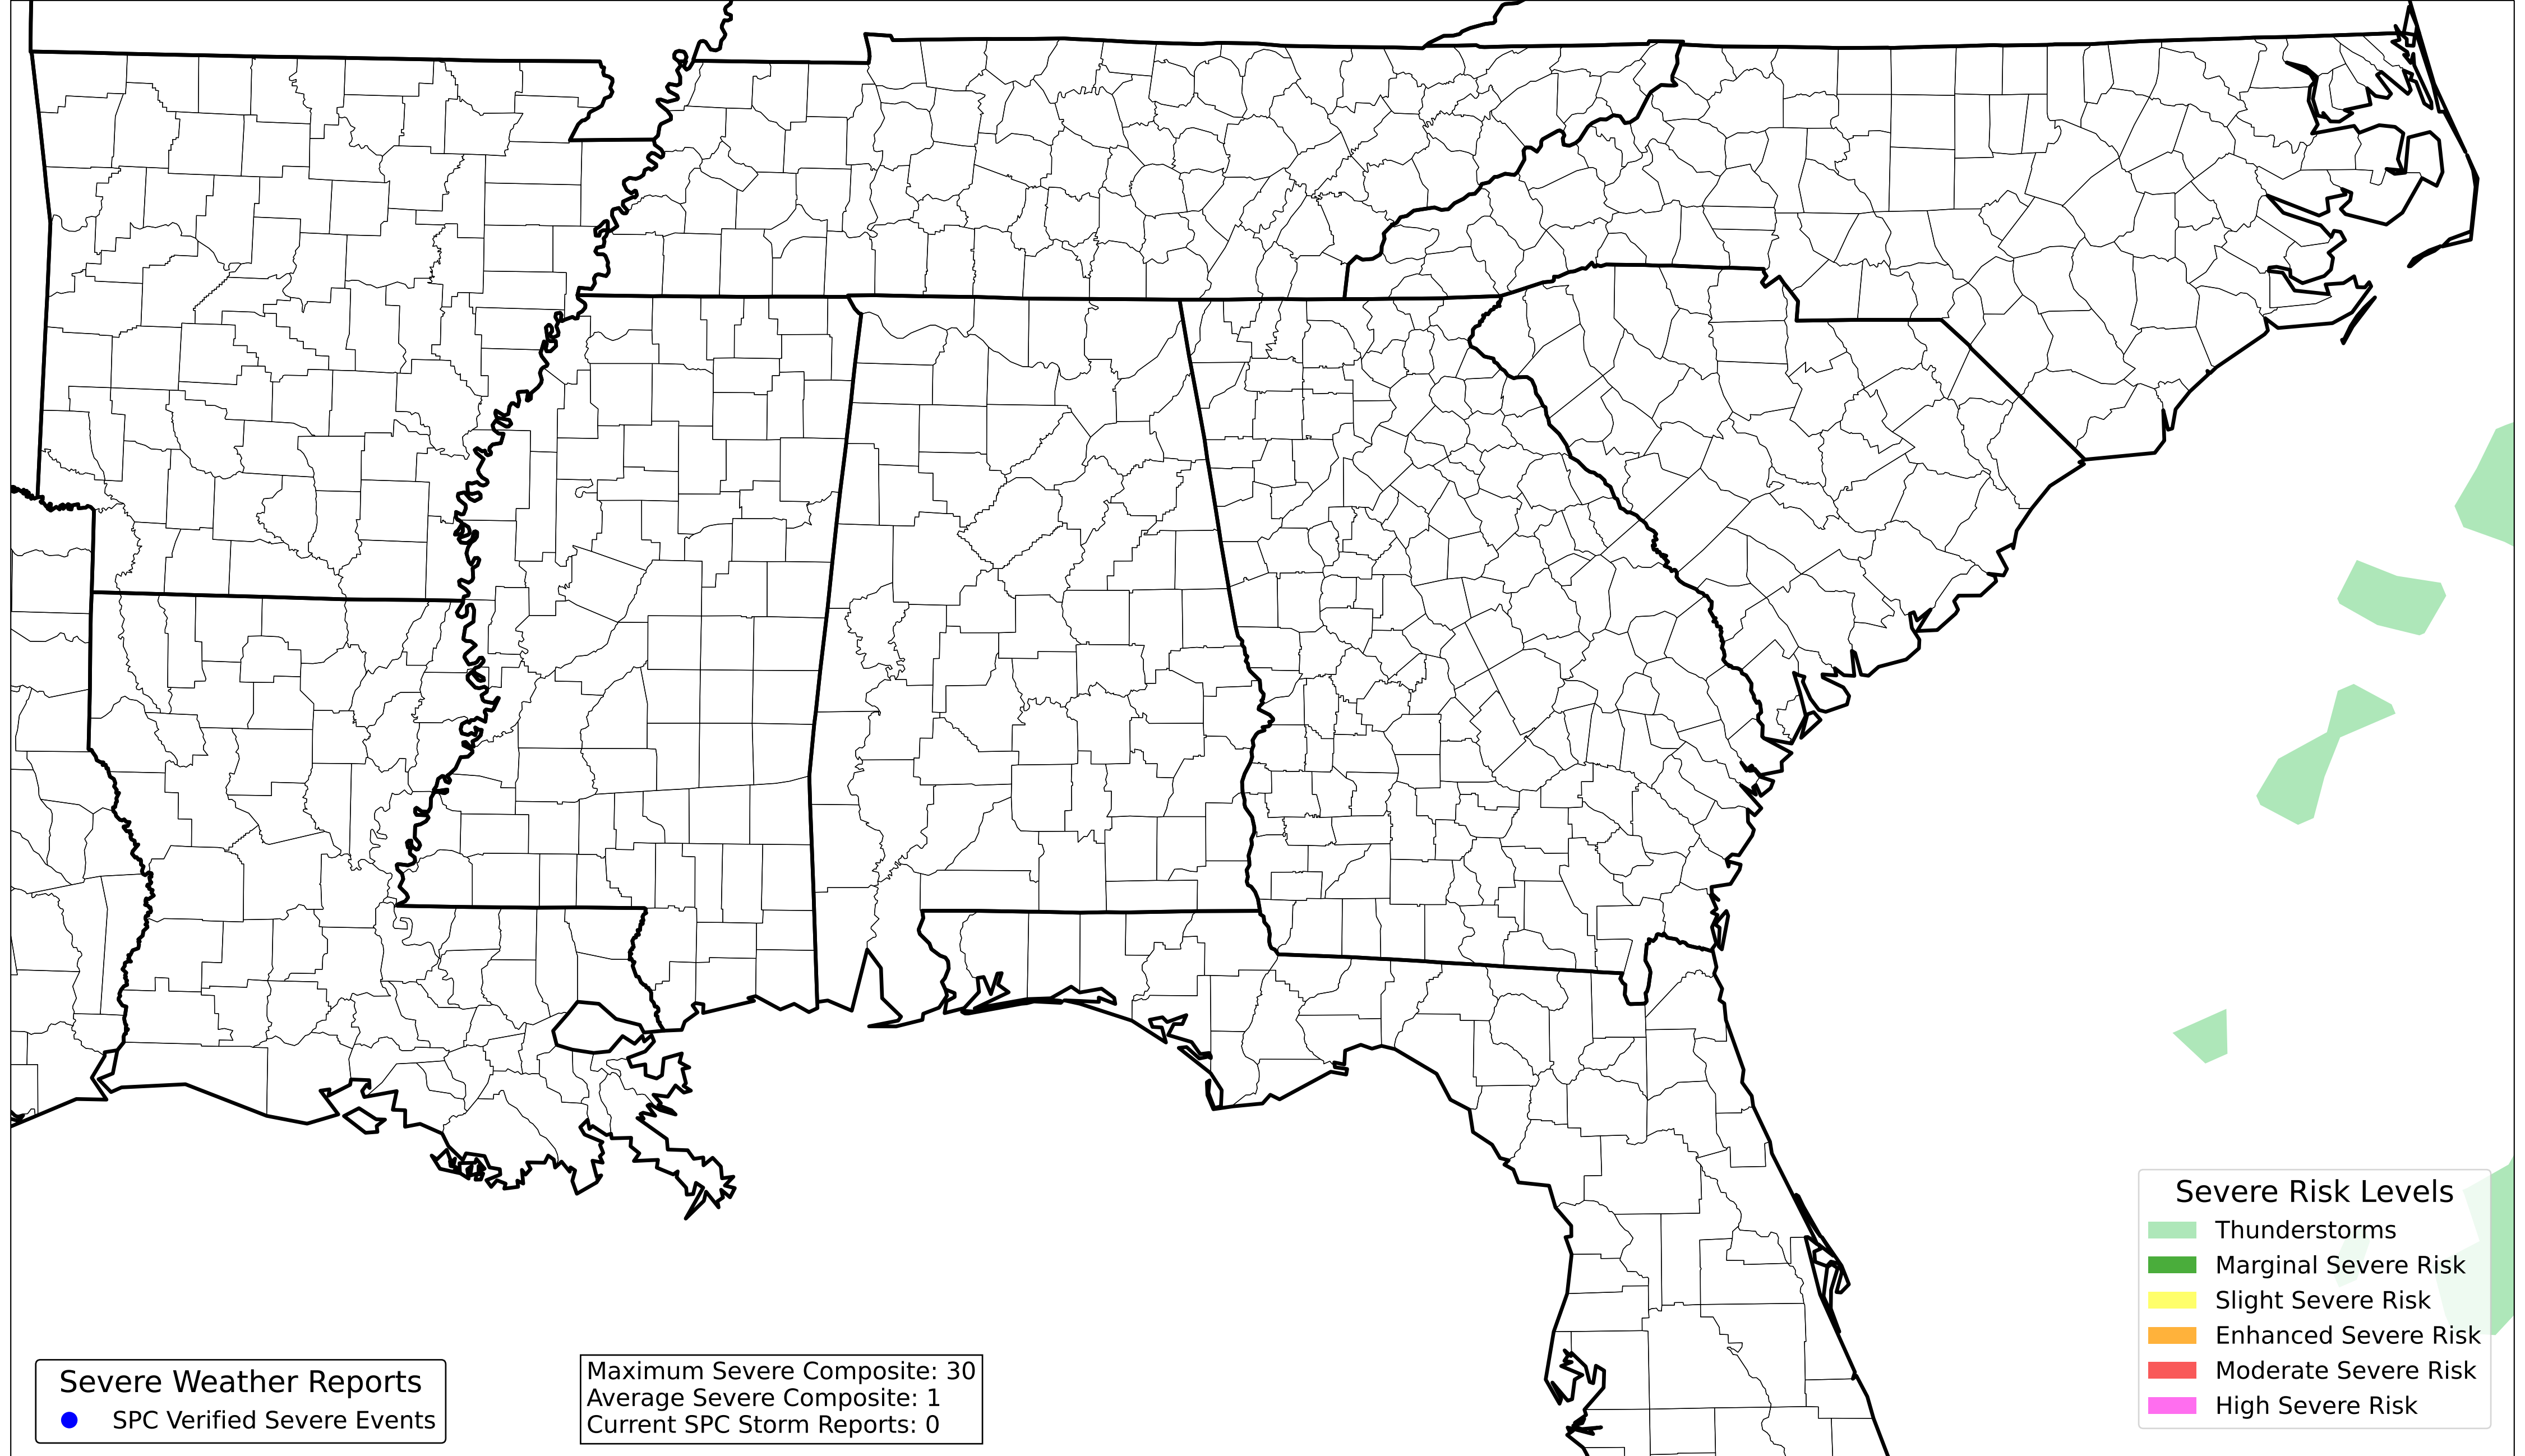 Severe Weather Reports
SPC Verified Severe Events
Maximum Severe Composite: 30
Average Severe Composite: 1
Current SPC Storm Reports: 0
Severe Risk Levels
Thunderstorms
Marginal Severe Risk
Slight Severe Risk
Enhanced Severe Risk
Moderate Severe Risk
High Severe Risk